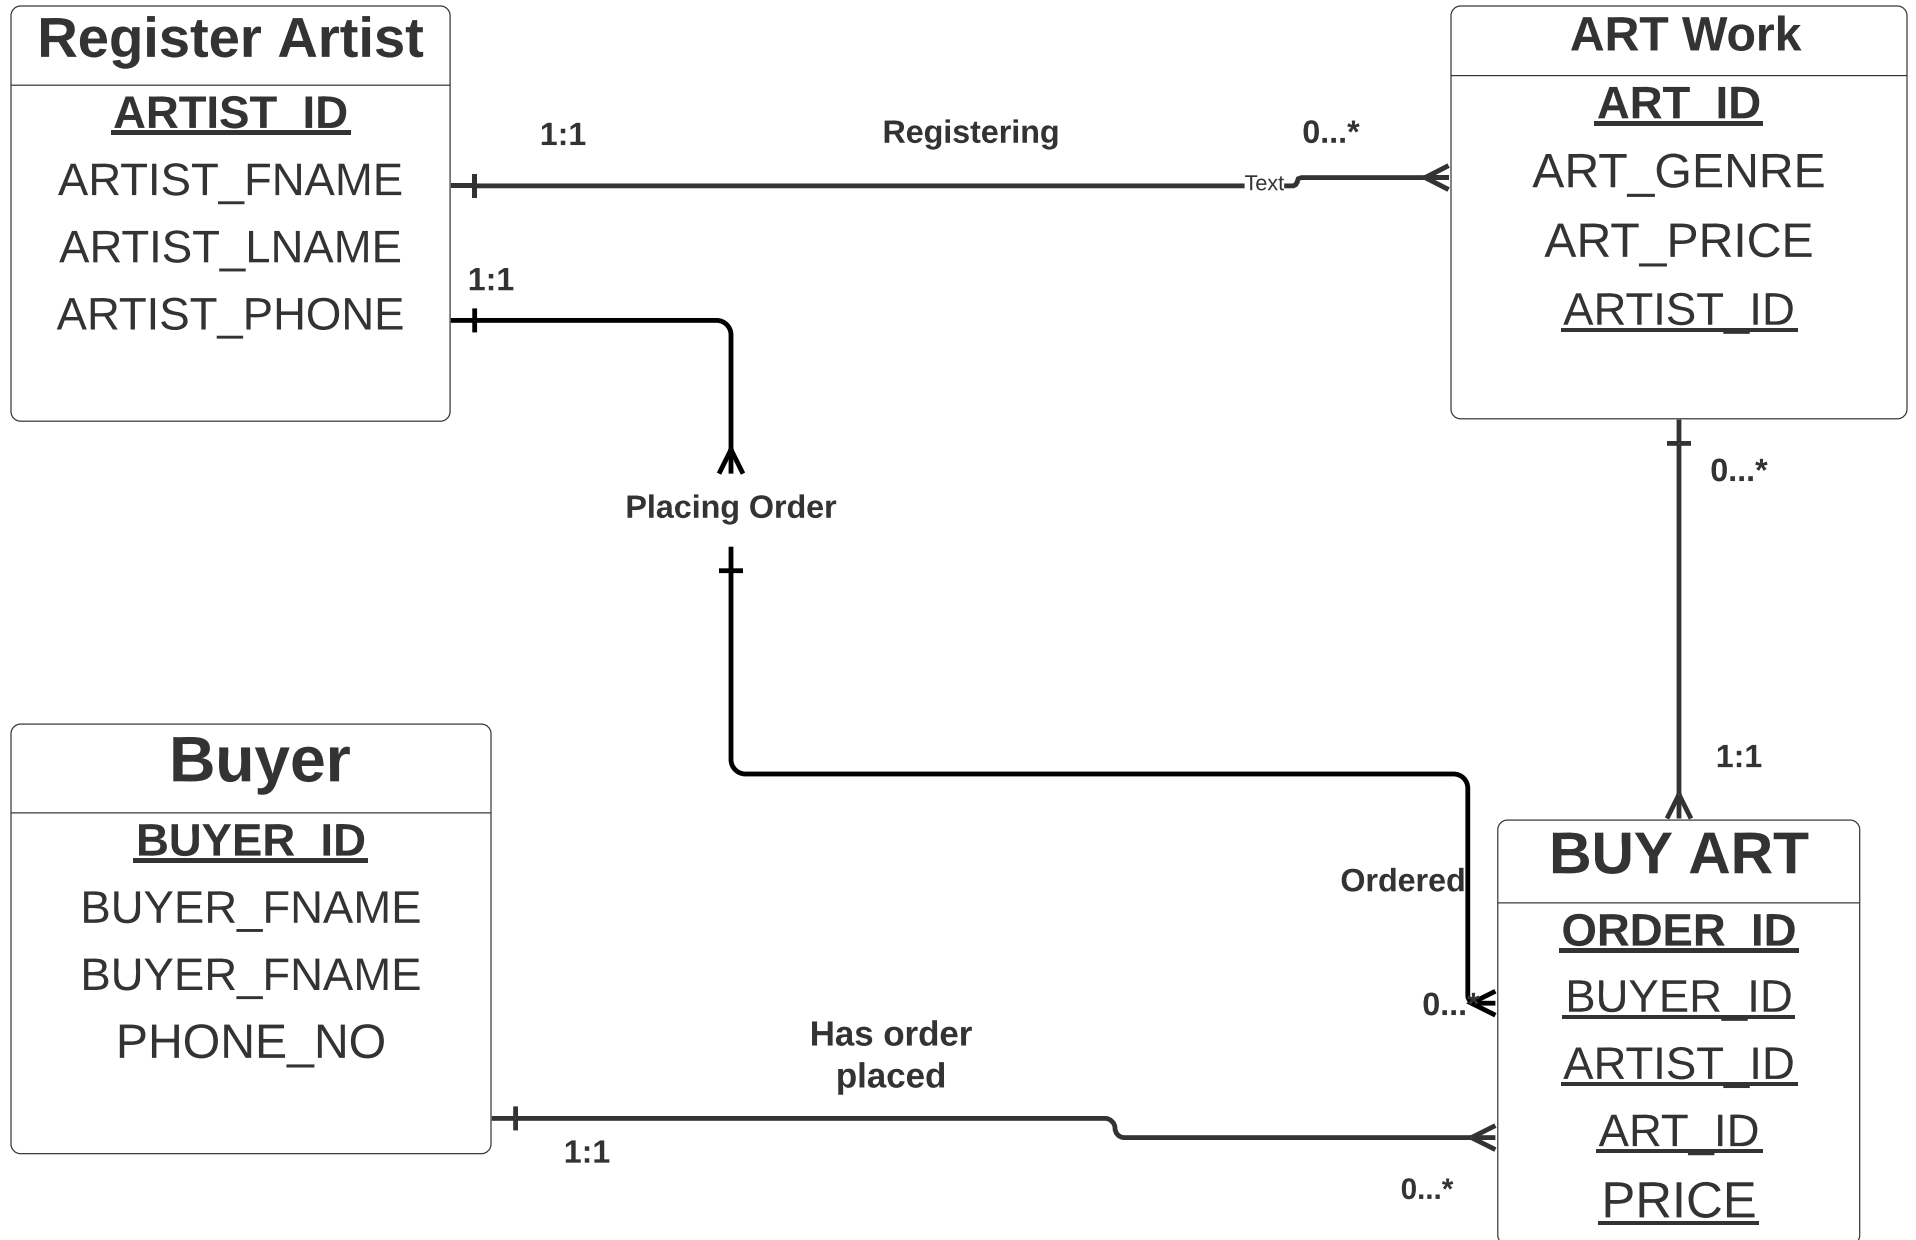 Register Artist
ARTIST_ID
ARTIST_FNAME
ARTIST_LNAME
ARTIST_PHONE
1:1
Registering
0...*
Text
1:1
ART Work
ART_ID
ART_GENRE
ART_PRICE
ARTIST_ID
0...*
Placing Order
1:1
Buyer
BUYER_ID
BUYER_FNAME
BUYER_FNAME
PHONE_NO
1:1
Has order
placed
Ordered
0...*
0...*
BUY ART
ORDER_ID
BUYER_ID
ARTIST_ID
ART_ID
PRICE